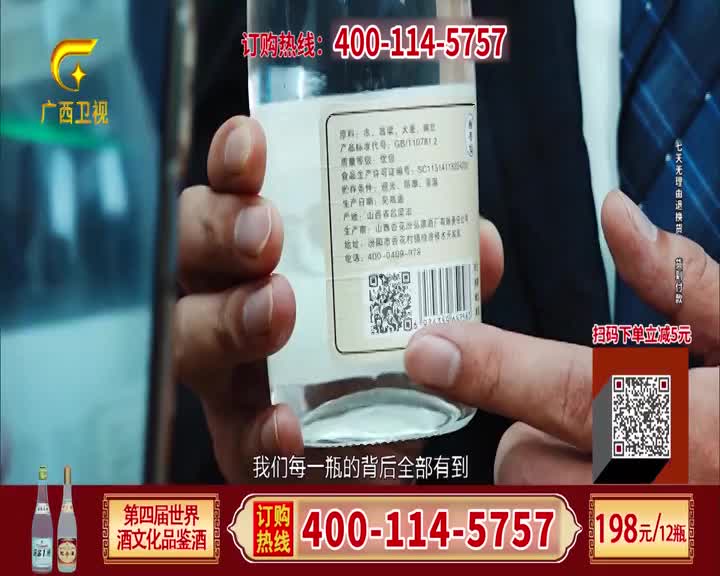 订购热线：400-114-5757
广西卫视
原料：水、高粱、大麦、豌豆
产品标准代号：GB/T10781.2
质量等级：优级
食品生产许可证编号：
贮存条件：避光、阴凉、干燥
生产日期：见瓶盖
产地：山西省吕梁市
电话：400-0409-978
七天无理由退换货
货到付款
扫码下单立减5元
我们每一瓶的背后全部有到
第四届世界
酒文化品鉴酒
订购
热线
400-114-5757
198元/12瓶